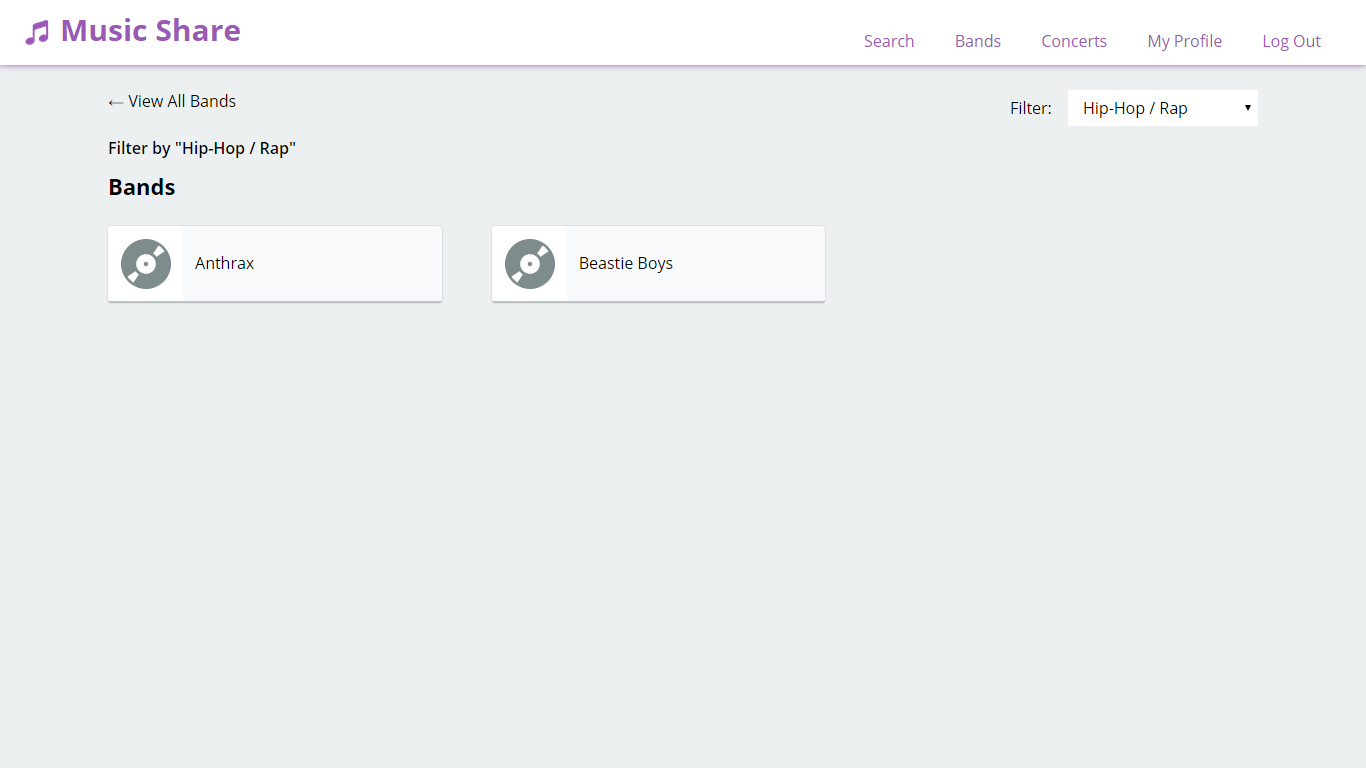 Music Share
Search Bands Concerts My Profile Log Out
← View All Bands
Filter: Hip-Hop / Rap
Filter by "Hip-Hop / Rap"
Bands
Anthrax
Beastie Boys